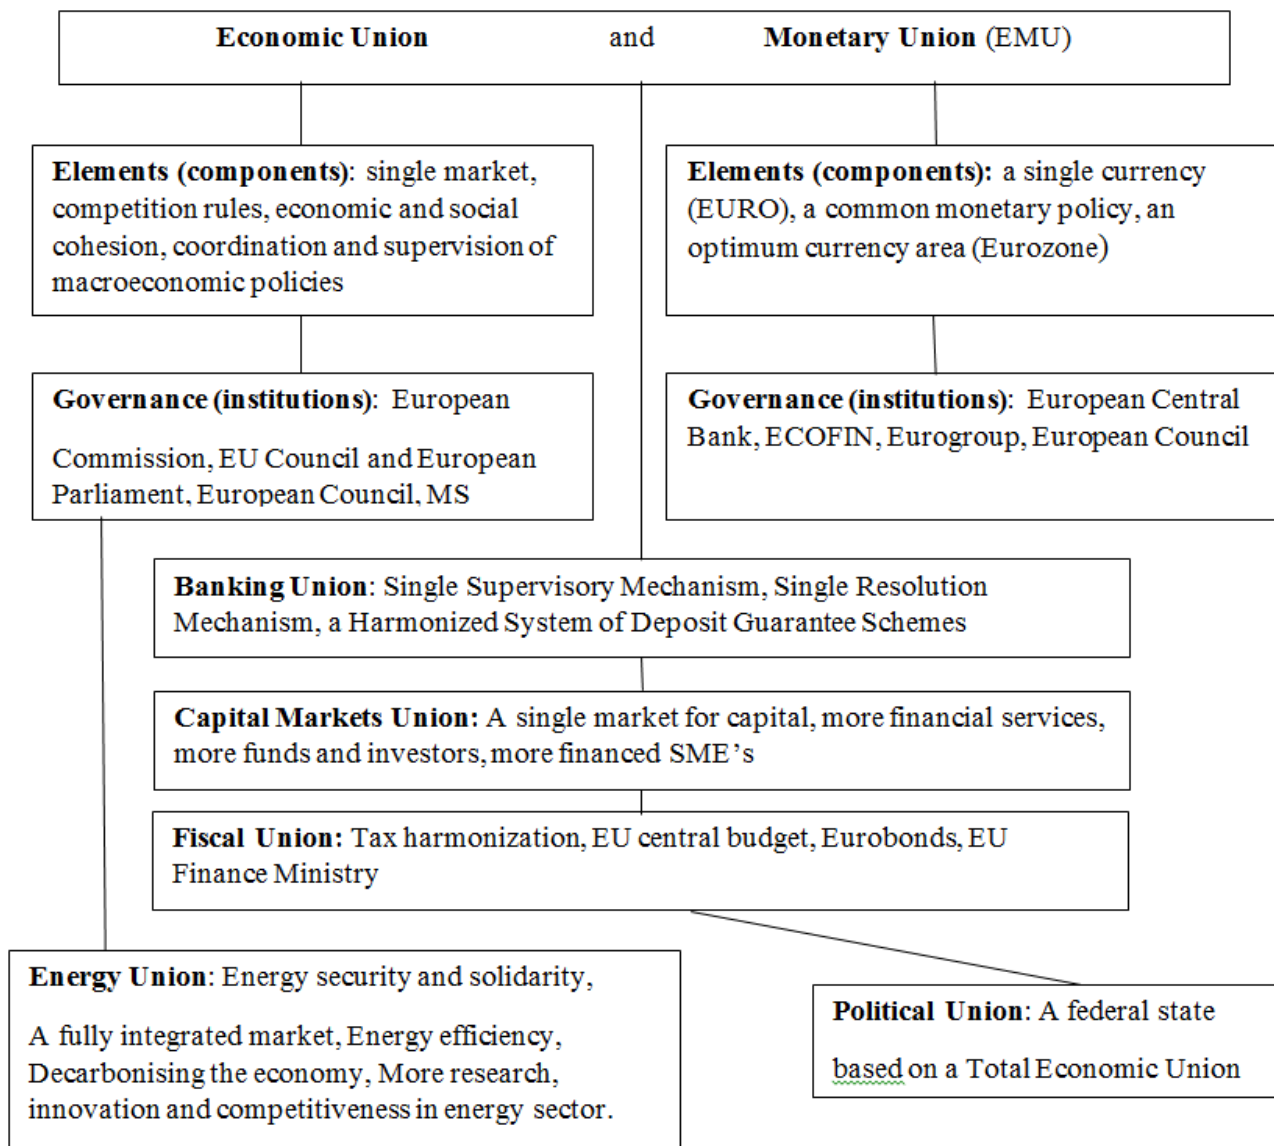 Economic Union and Monetary Union (EMU)
Elements (components): single market,
competition rules, economic and social
cohesion, coordination and supervision of
macroeconomic policies
Elements (components): a single currency
(EURO), a common monetary policy, an
optimum currency area (Eurozone)
Governance (institutions): European
Commission, EU Council and European
Parliament, European Council, MS
Governance (institutions): European Central
Bank, ECOFIN, Eurogroup, European Council
Banking Union: Single Supervisory Mechanism, Single Resolution
Mechanism, a Harmonized System of Deposit Guarantee Schemes
Capital Markets Union: A single market for capital, more financial services,
more funds and investors, more financed SME’s
Fiscal Union: Tax harmonization, EU central budget, Eurobonds, EU
Finance Ministry
Energy Union: Energy security and solidarity,
A fully integrated market, Energy efficiency,
Decarbonising the economy, More research,
innovation and competitiveness in energy sector.
Political Union: A federal state
based on a Total Economic Union